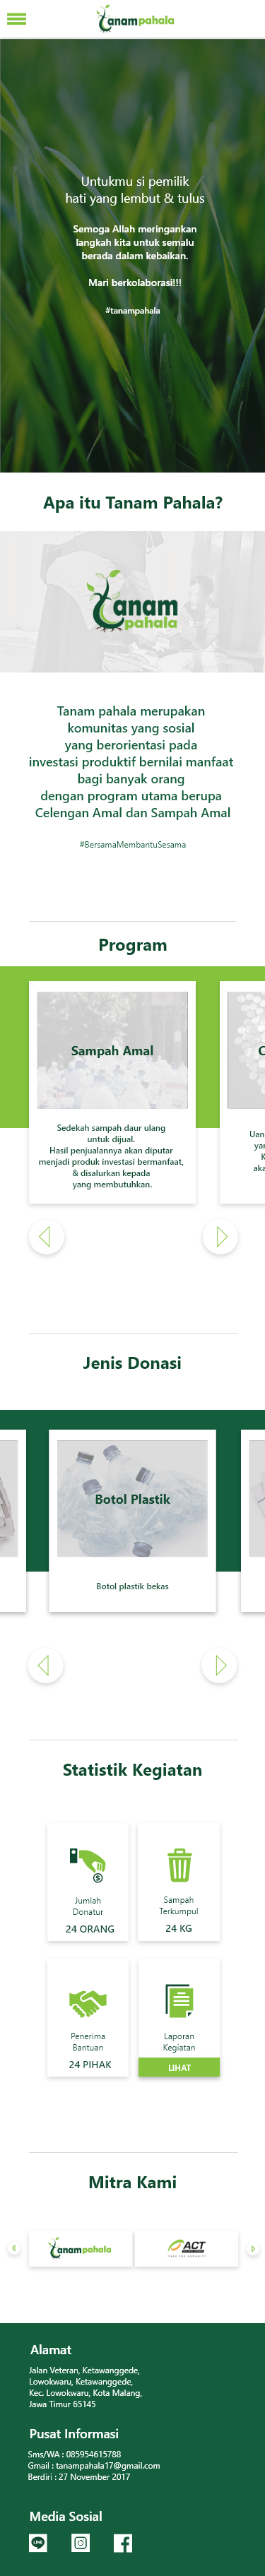 Tanam pahala
Untukmu si pemilik
hati yang lembut & tulus
Semoga Allah meringankan
langkah kita untuk semalu
berada dalam kebaikan.
Mari berkolaborasi!!!
#tanampahala
Apa itu Tanam Pahala?
Tanam
pahala
Tanam pahala merupakan
komunitas yang sosial
yang berorientasi pada
investasi produktif bernilai manfaat
bagi banyak orang
dengan program utama berupa
Celengan Amal dan Sampah Amal
#BersamaMembantuSesama
Program
Sampah Amal
Sedekah sampah daur ulang
untuk dijual.
Hasil penjualannya akan diputar
menjadi produk investasi bermanfaat,
& disalurkan kepada
yang membutuhkan.
C
Uan
yar
K
aka
Jenis Donasi
Botol Plastik
Botol plastik bekas
Statistik Kegiatan
Jumlah
Donatur
24 ORANG
Sampah
Terkumpul
24 KG
Penerima
Bantuan
24 PIHAK
Laporan
Kegiatan
LIHAT
Mitra Kami
Tanam pahala
ACT
Alamat
Jalan Veteran, Ketawanggede,
Lowokwaru, Ketawanggede,
Kec. Lowokwaru, Kota Malang,
Jawa Timur 65145
Pusat Informasi
Sms/WA : 085954615788
Gmail : tanampahala17@gmail.com
Berdiri : 27 November 2017
Media Sosial
LINE